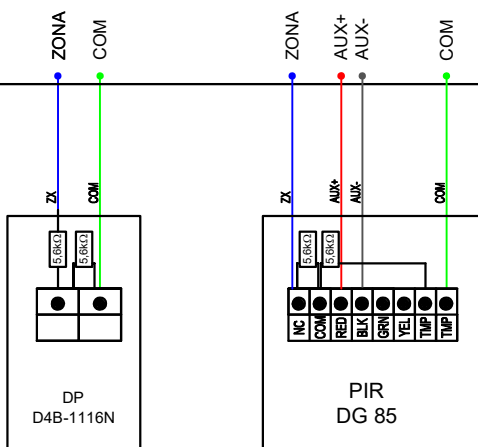 ZONA
COM
ZONA
AUX+
AUX-
COM
ZX
COM
ZX
AUX+
AUX-
COM
5,6kΩ
5,6kΩ
5,6kΩ
5,6kΩ
NC
COM
RED
BLK
GRN
YEL
TMP
TMP
DP
D4B-1116N
PIR
DG 85